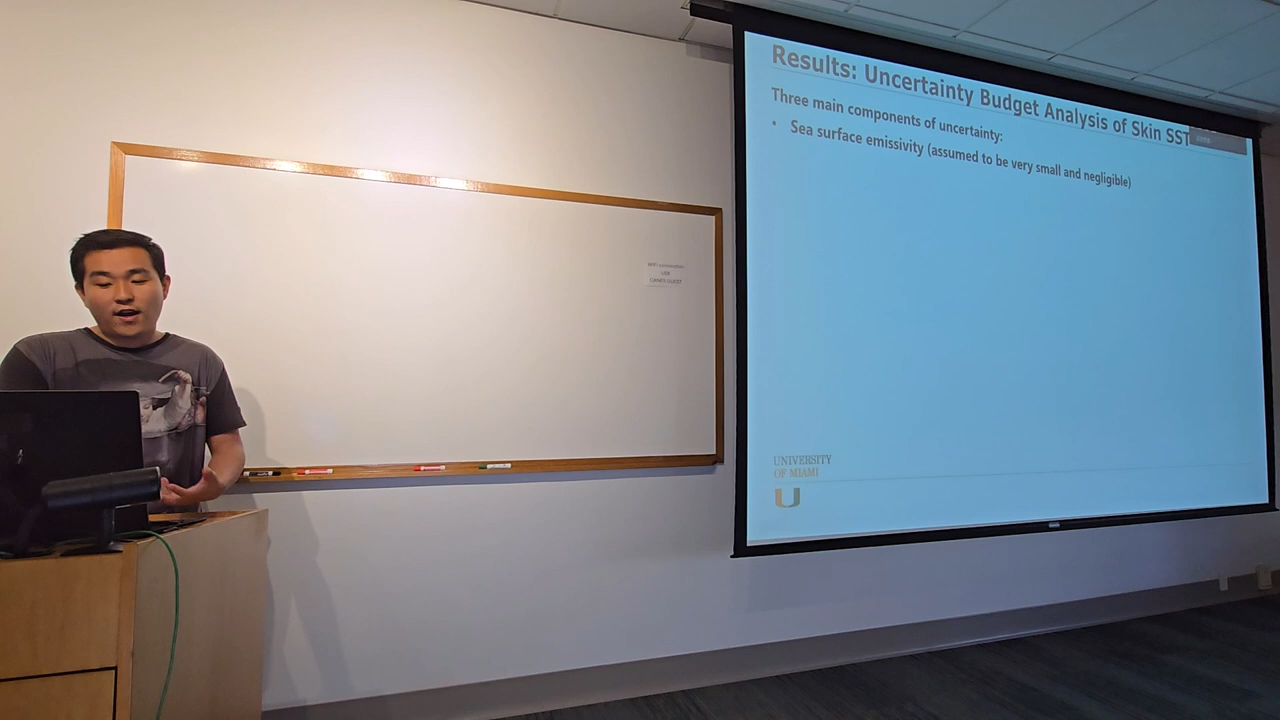 Results: Uncertainty Budget Analysis of Skin SST
Three main components of uncertainty:
• Sea surface emissivity (assumed to be very small and negligible)
UNIVERSITY
OF MIAMI
U